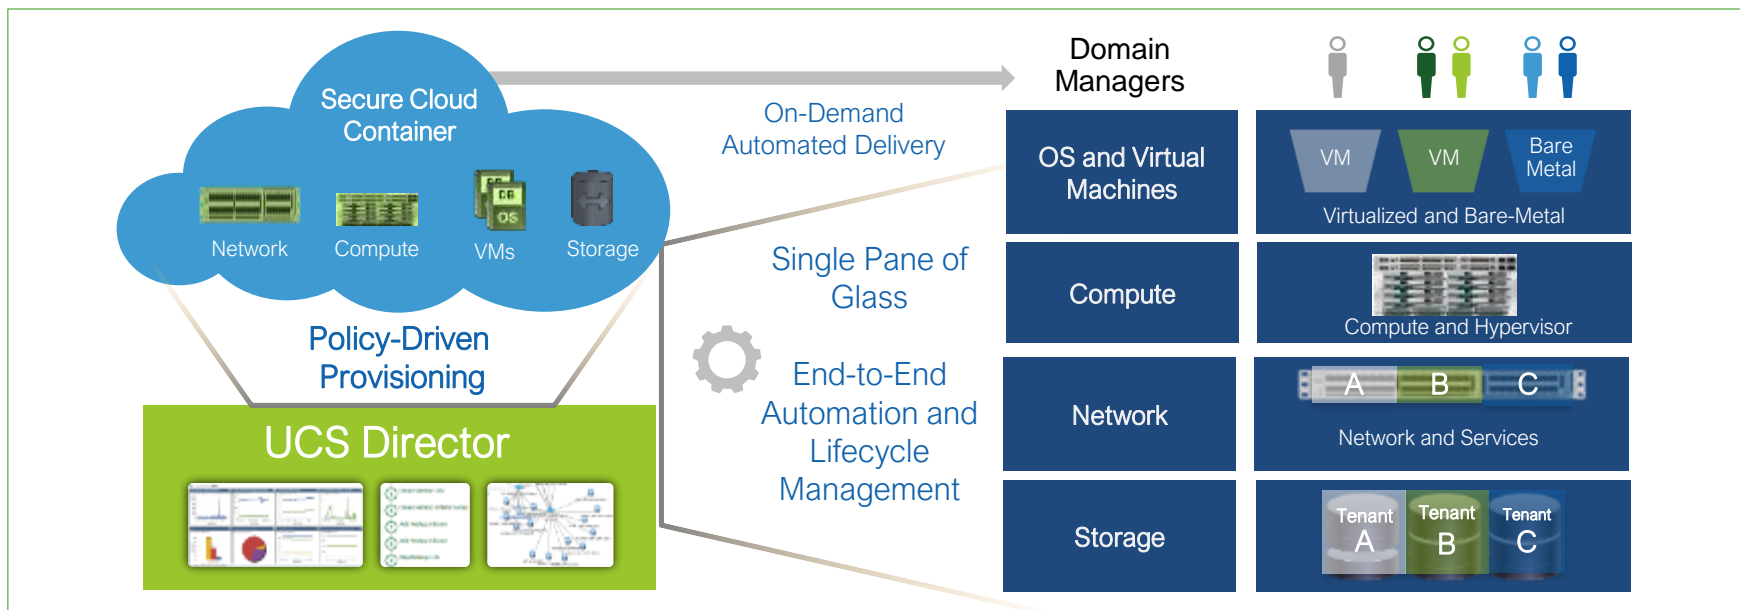 Secure Cloud
Container
Network
Compute
DB
OS
VMs
Storage
Policy-Driven
Provisioning
UCS Director
On-Demand
Automated Delivery
Single Pane of
Glass
End-to-End
Automation and
Lifecycle
Management
Domain
Managers
OS and Virtual
Machines
VM
VM
Bare
Metal
Virtualized and Bare-Metal
Compute
Compute and Hypervisor
Network
A
B
C
Network and Services
Storage
Tenant
A
Tenant
B
Tenant
C